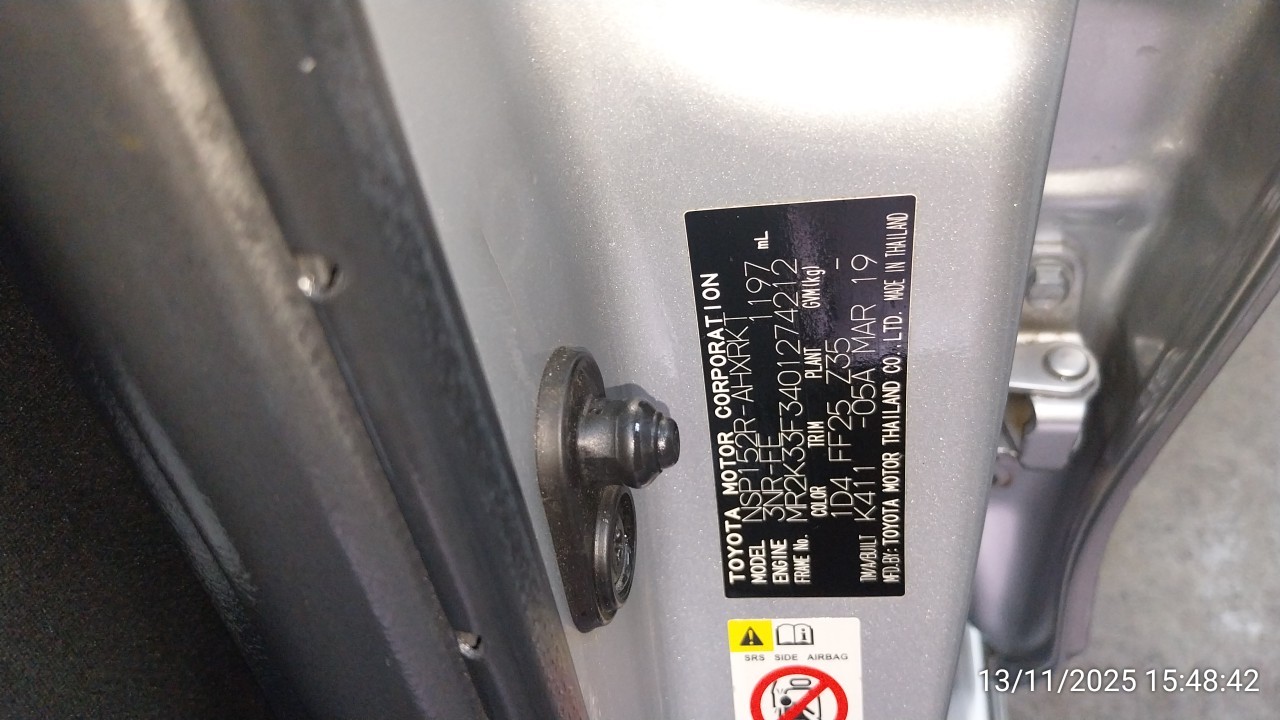 TOYOTA MOTOR CORPORATION
MODEL NSP152R-AHXRKT
ENGINE 3NR-FE 1197 mL
FRAME No. MR2K33F3401274212
COLOR TRIM PLANT GVM(kg)
1D4 FF25 Z35 -
TM/A/BUILT K411 -05A MAR 19
MFD.BY:TOYOTA MOTOR THAILAND CO.,LTD. MADE IN THAILAND
SRS SIDE AIRBAG
13/11/2025 15:48:42